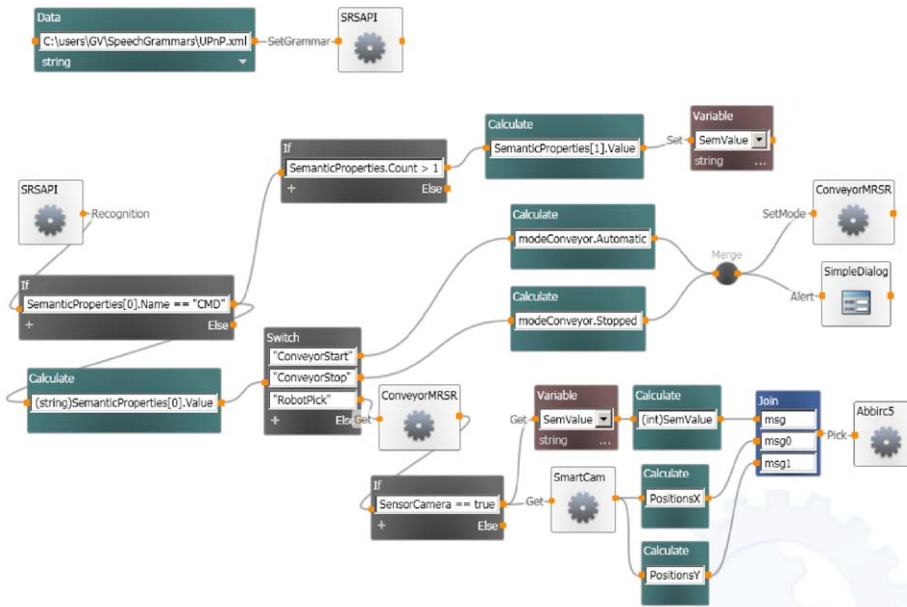 Data
C:\users\GV\SpeechGrammars\UPnP.xml
string
SetGrammar
SRSAPI
If
SemanticProperties.Count > 1
+ Else
Calculate
SemanticProperties[1].Value
Set
Variable
SemValue
string ...
SRSAPI
Recognition
If
SemanticProperties[0].Name == "CMD"
+ Else
Calculate
(string)SemanticProperties[0].Value
Switch
"ConveyorStart"
"ConveyorStop"
"RobotPick"
+ Else
Calculate
modeConveyor.Automatic
Calculate
modeConveyor.Stopped
Merge
SetMode
ConveyorMRSR
Alert
SimpleDialog
Get
ConveyorMRSR
If
SensorCamera == true
+ Else
Get
Variable
SemValue
string ...
Calculate
(int)SemValue
Get
SmartCam
Calculate
PositionsX
Calculate
PositionsY
Join
msg
msg0
msg1
Pick
Abbirc5